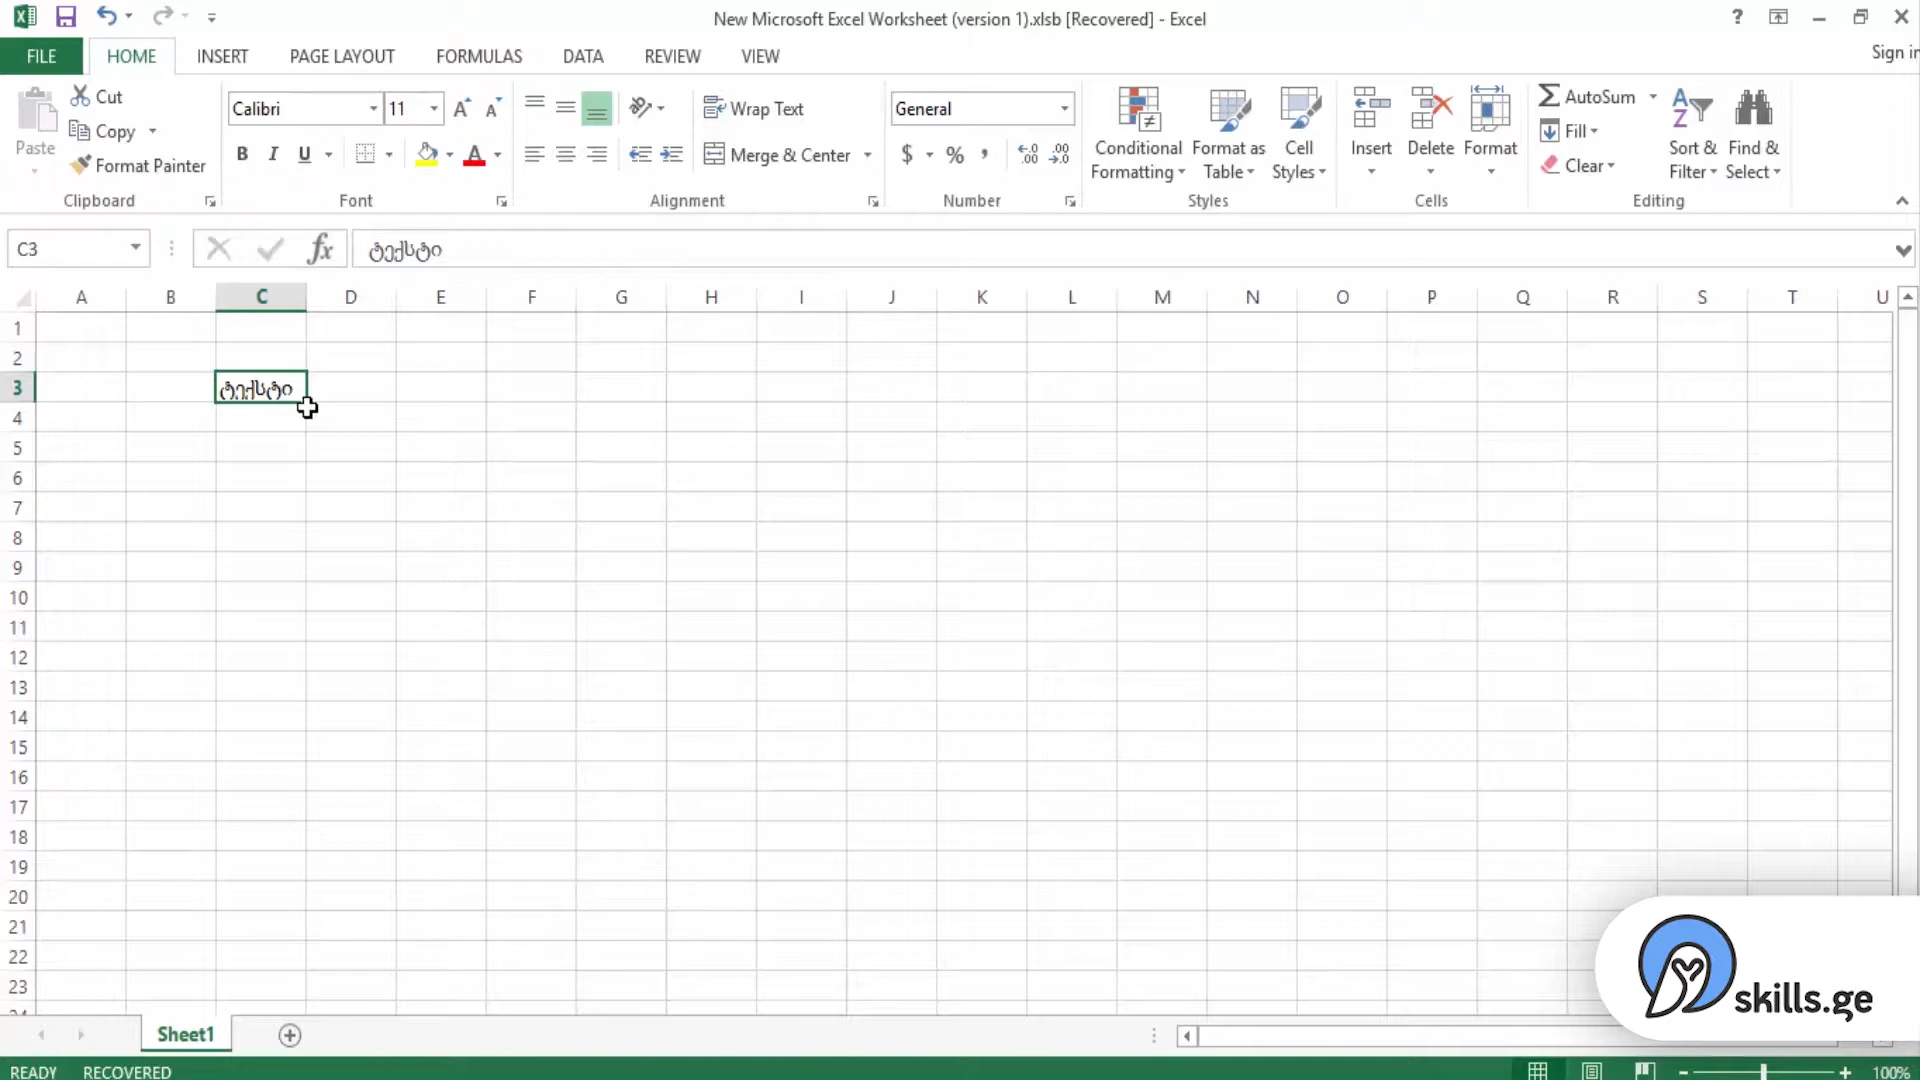 New Microsoft Excel Worksheet (version 1).xlsb [Recovered] - Excel
?
Sign in
FILE HOME INSERT PAGE LAYOUT FORMULAS DATA REVIEW VIEW
Paste
Cut
Copy
Format Painter
Clipboard
Calibri 11
B I U A
Font
Wrap Text
Merge & Center
Alignment
General
$ % ,
Number
Conditional Formatting
Format as Table
Cell Styles
Styles
Insert Delete Format
Cells
AutoSum
Fill
Clear
Sort & Filter
Find & Select
Editing
C3 fx ტექსტი
A B C D E F G H I J K L M N O P Q R S T U
1
2
3 ტექსტი
4
5
6
7
8
9
10
11
12
13
14
15
16
17
18
19
20
21
22
23
skills.ge
Sheet1
READY RECOVERED 100%